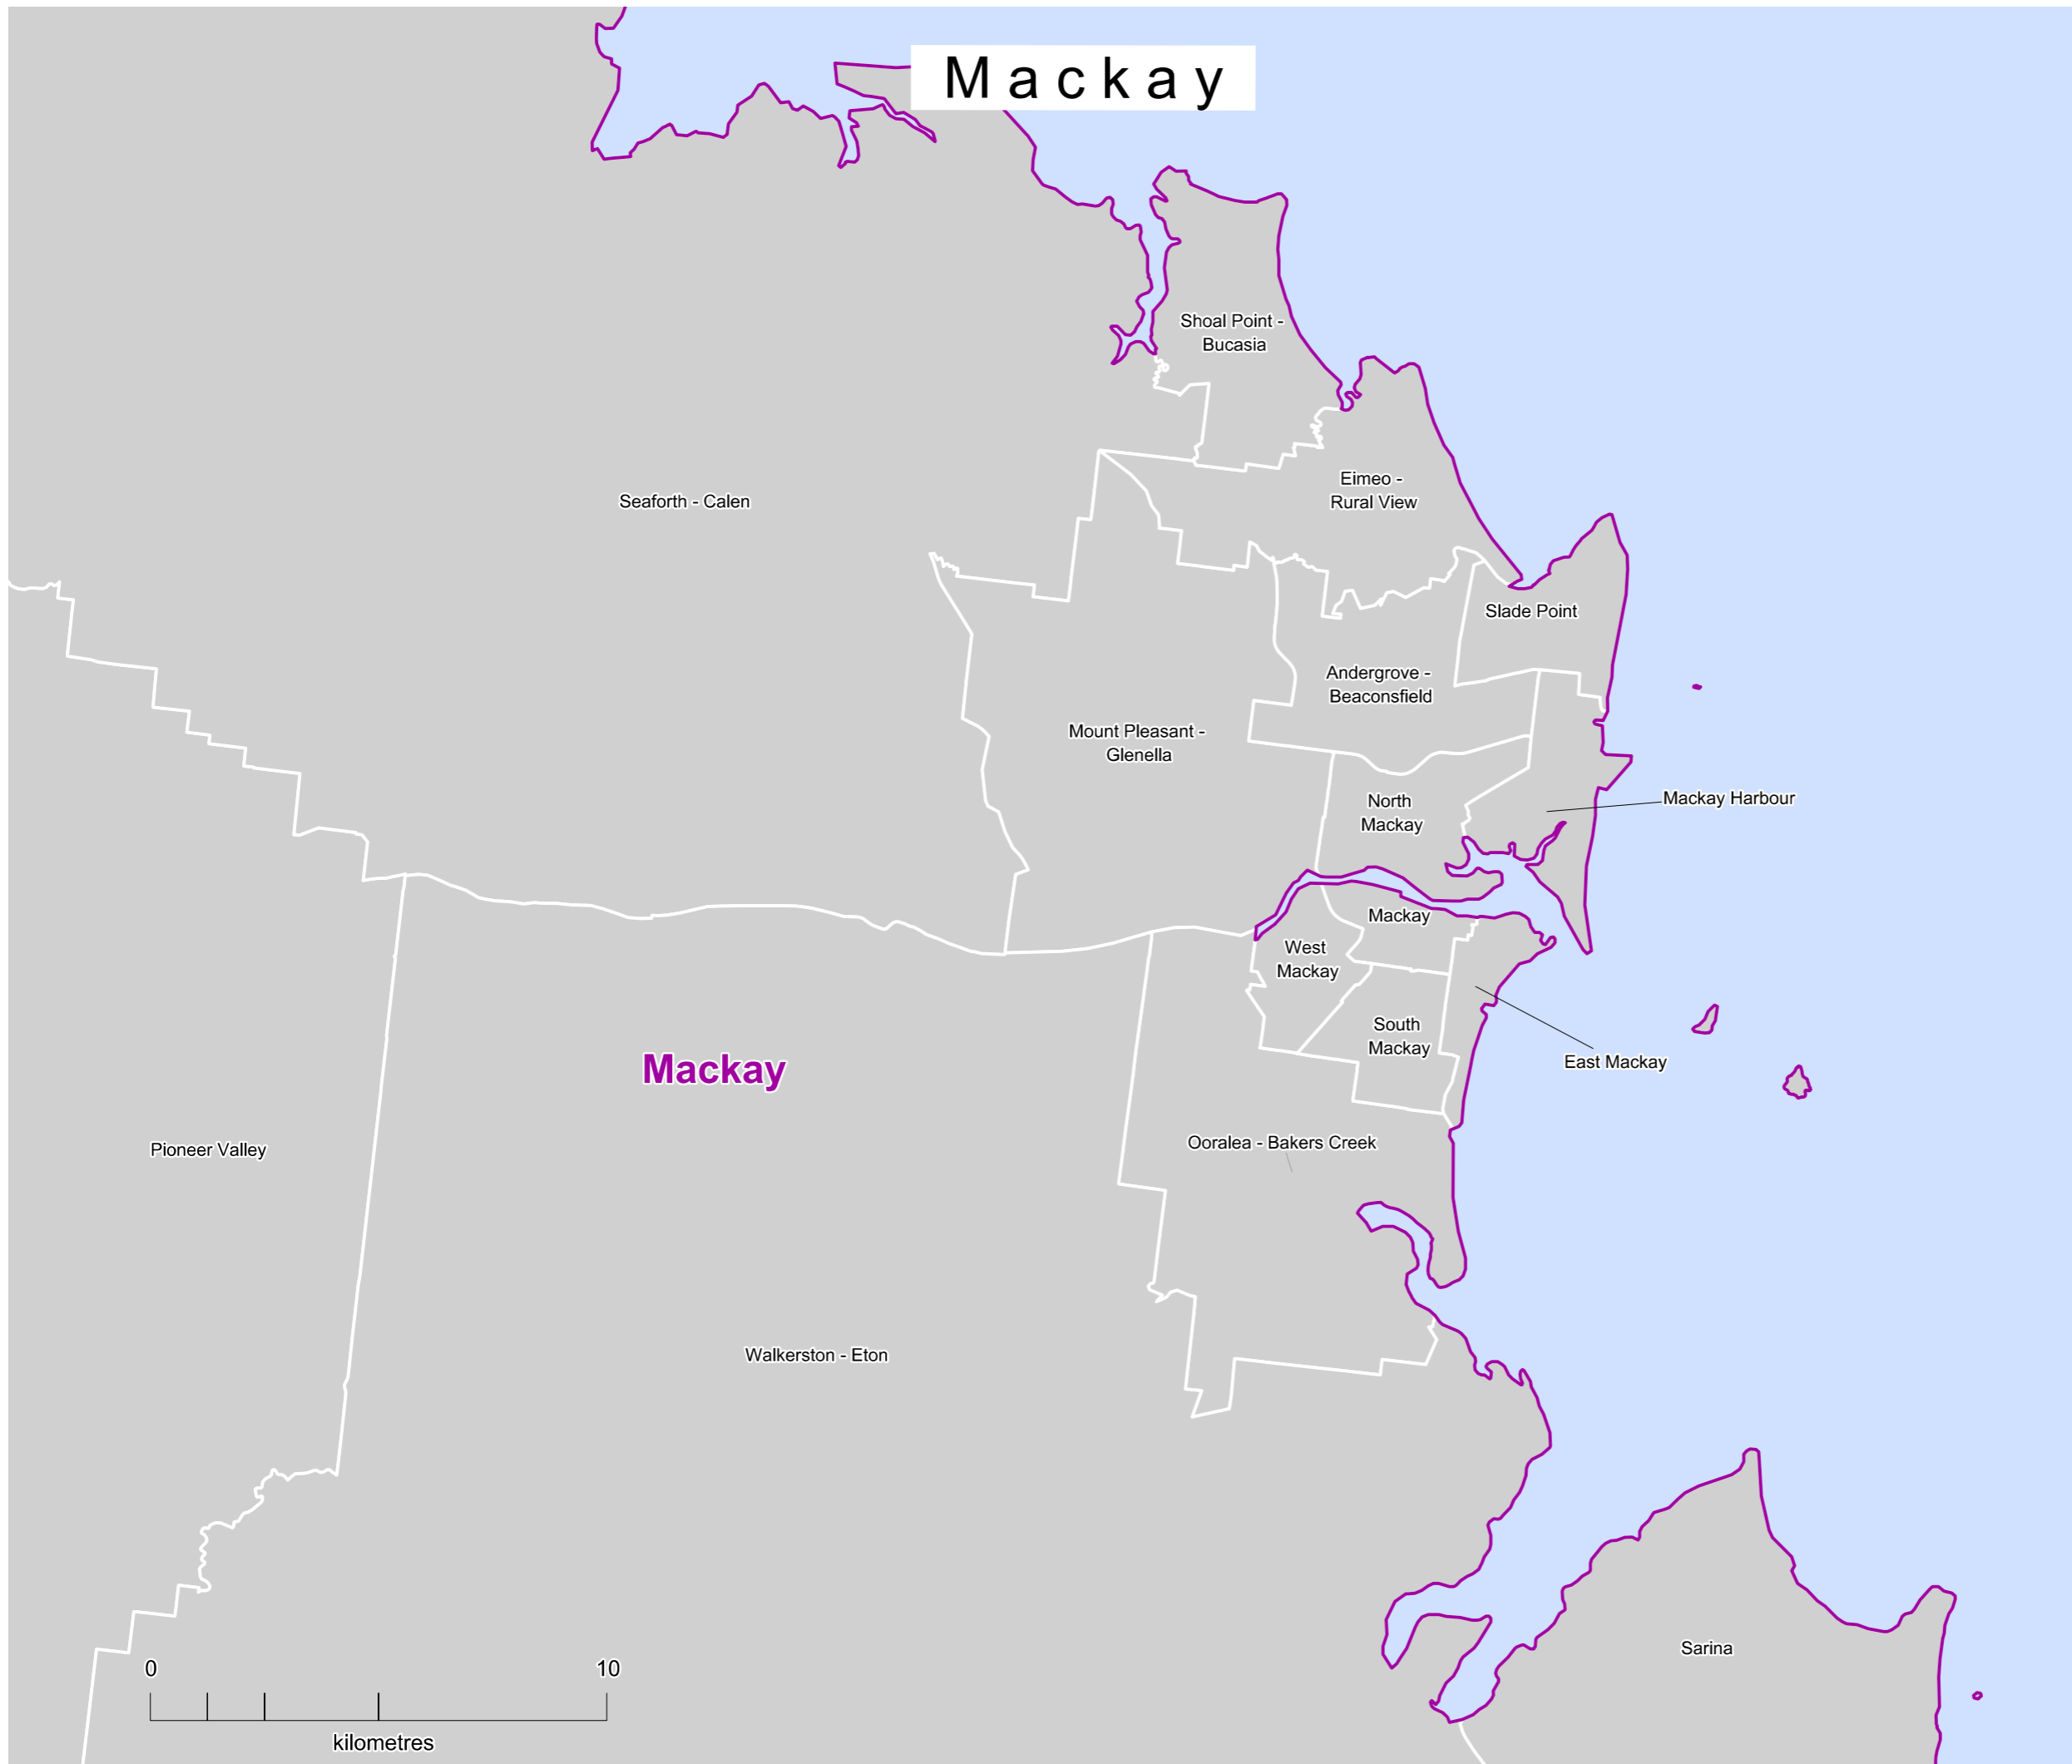 Mackay
Shoal Point -
Bucasia
Eimeo -
Rural View
Seaforth - Calen
Slade Point
Andergrove -
Beaconsfield
Mount Pleasant -
Glenella
North
Mackay
Mackay Harbour
Mackay
West
Mackay
South
Mackay
East Mackay
Mackay
Ooralea - Bakers Creek
Pioneer Valley
Walkerston - Eton
Sarina
0 10
kilometres